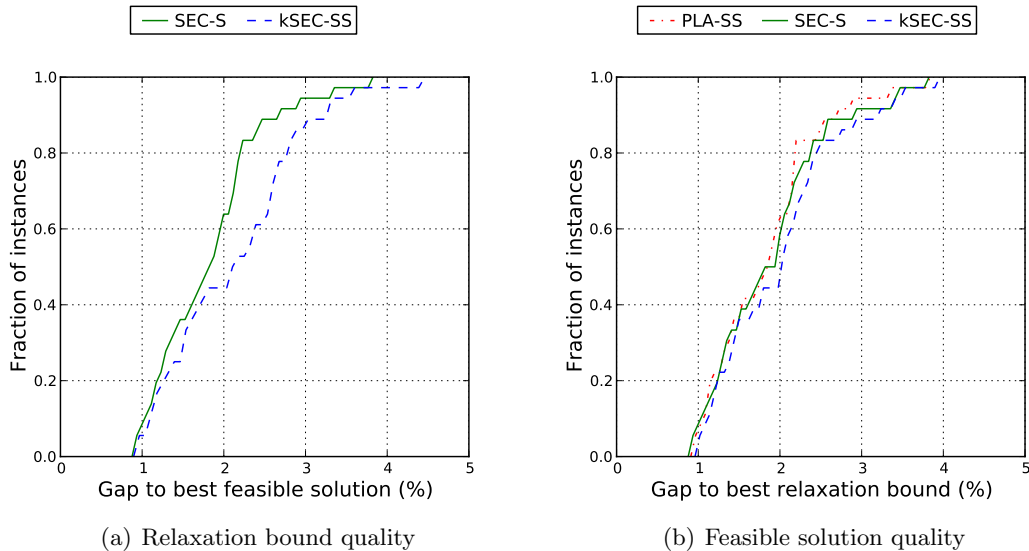 SEC-S kSEC-SS
1.0
0.8
0.6
0.4
0.2
0.0
Fraction of instances
0 1 2 3 4 5
Gap to best feasible solution (%)
(a) Relaxation bound quality
PLA-SS SEC-S kSEC-SS
1.0
0.8
0.6
0.4
0.2
0.0
Fraction of instances
0 1 2 3 4 5
Gap to best relaxation bound (%)
(b) Feasible solution quality